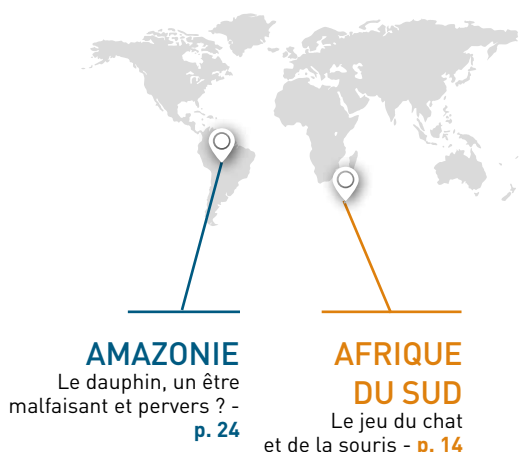 AMAZONIE
Le dauphin, un être
malfaisant et pervers ? -
p. 24
AFRIQUE
DU SUD
Le jeu du chat
et de la souris - p. 14